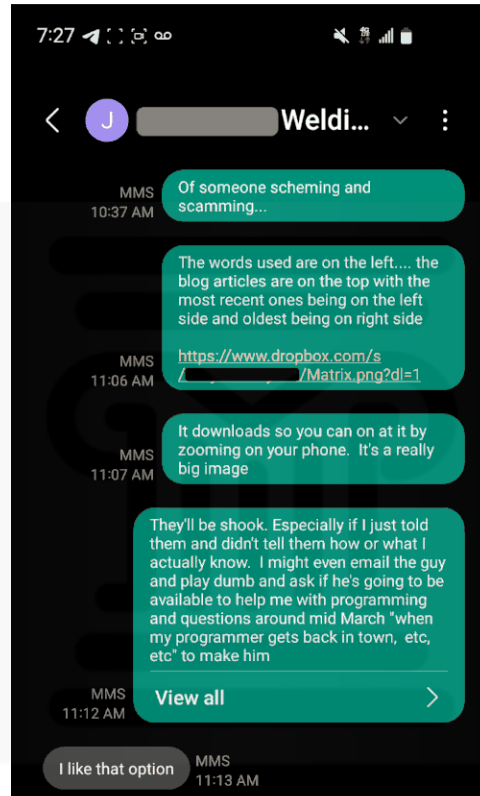 7:27
J Weldi...
MMS
10:37 AM
Of someone scheming and
scamming...
The words used are on the left.... the
blog articles are on the top with the
most recent ones being on the left
side and oldest being on right side
https://www.dropbox.com/s
/ /Matrix.png?dl=1
MMS
11:06 AM
It downloads so you can on at it by
zooming on your phone.  It's a really
big image
MMS
11:07 AM
They'll be shook. Especially if I just told
them and didn't tell them how or what I
actually know.  I might even email the guy
and play dumb and ask if he's going to be
available to help me with programming
and questions around mid March "when
my programmer gets back in town,  etc,
etc" to make him
View all
MMS
11:12 AM
I like that option
MMS
11:13 AM